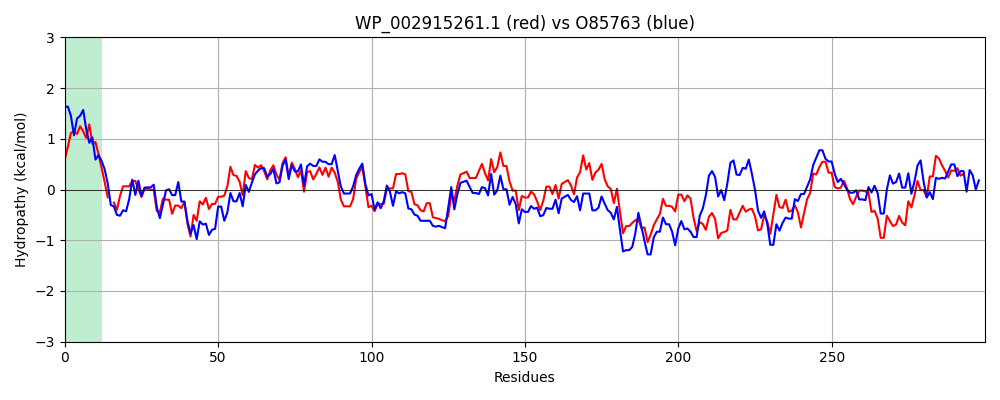 WP_002915261.1 (red) vs O85763 (blue)
Hydropathy (kcal/mol)
3
2
1
0
−1
−2
−3
0 50 100 150 200 250
Residues